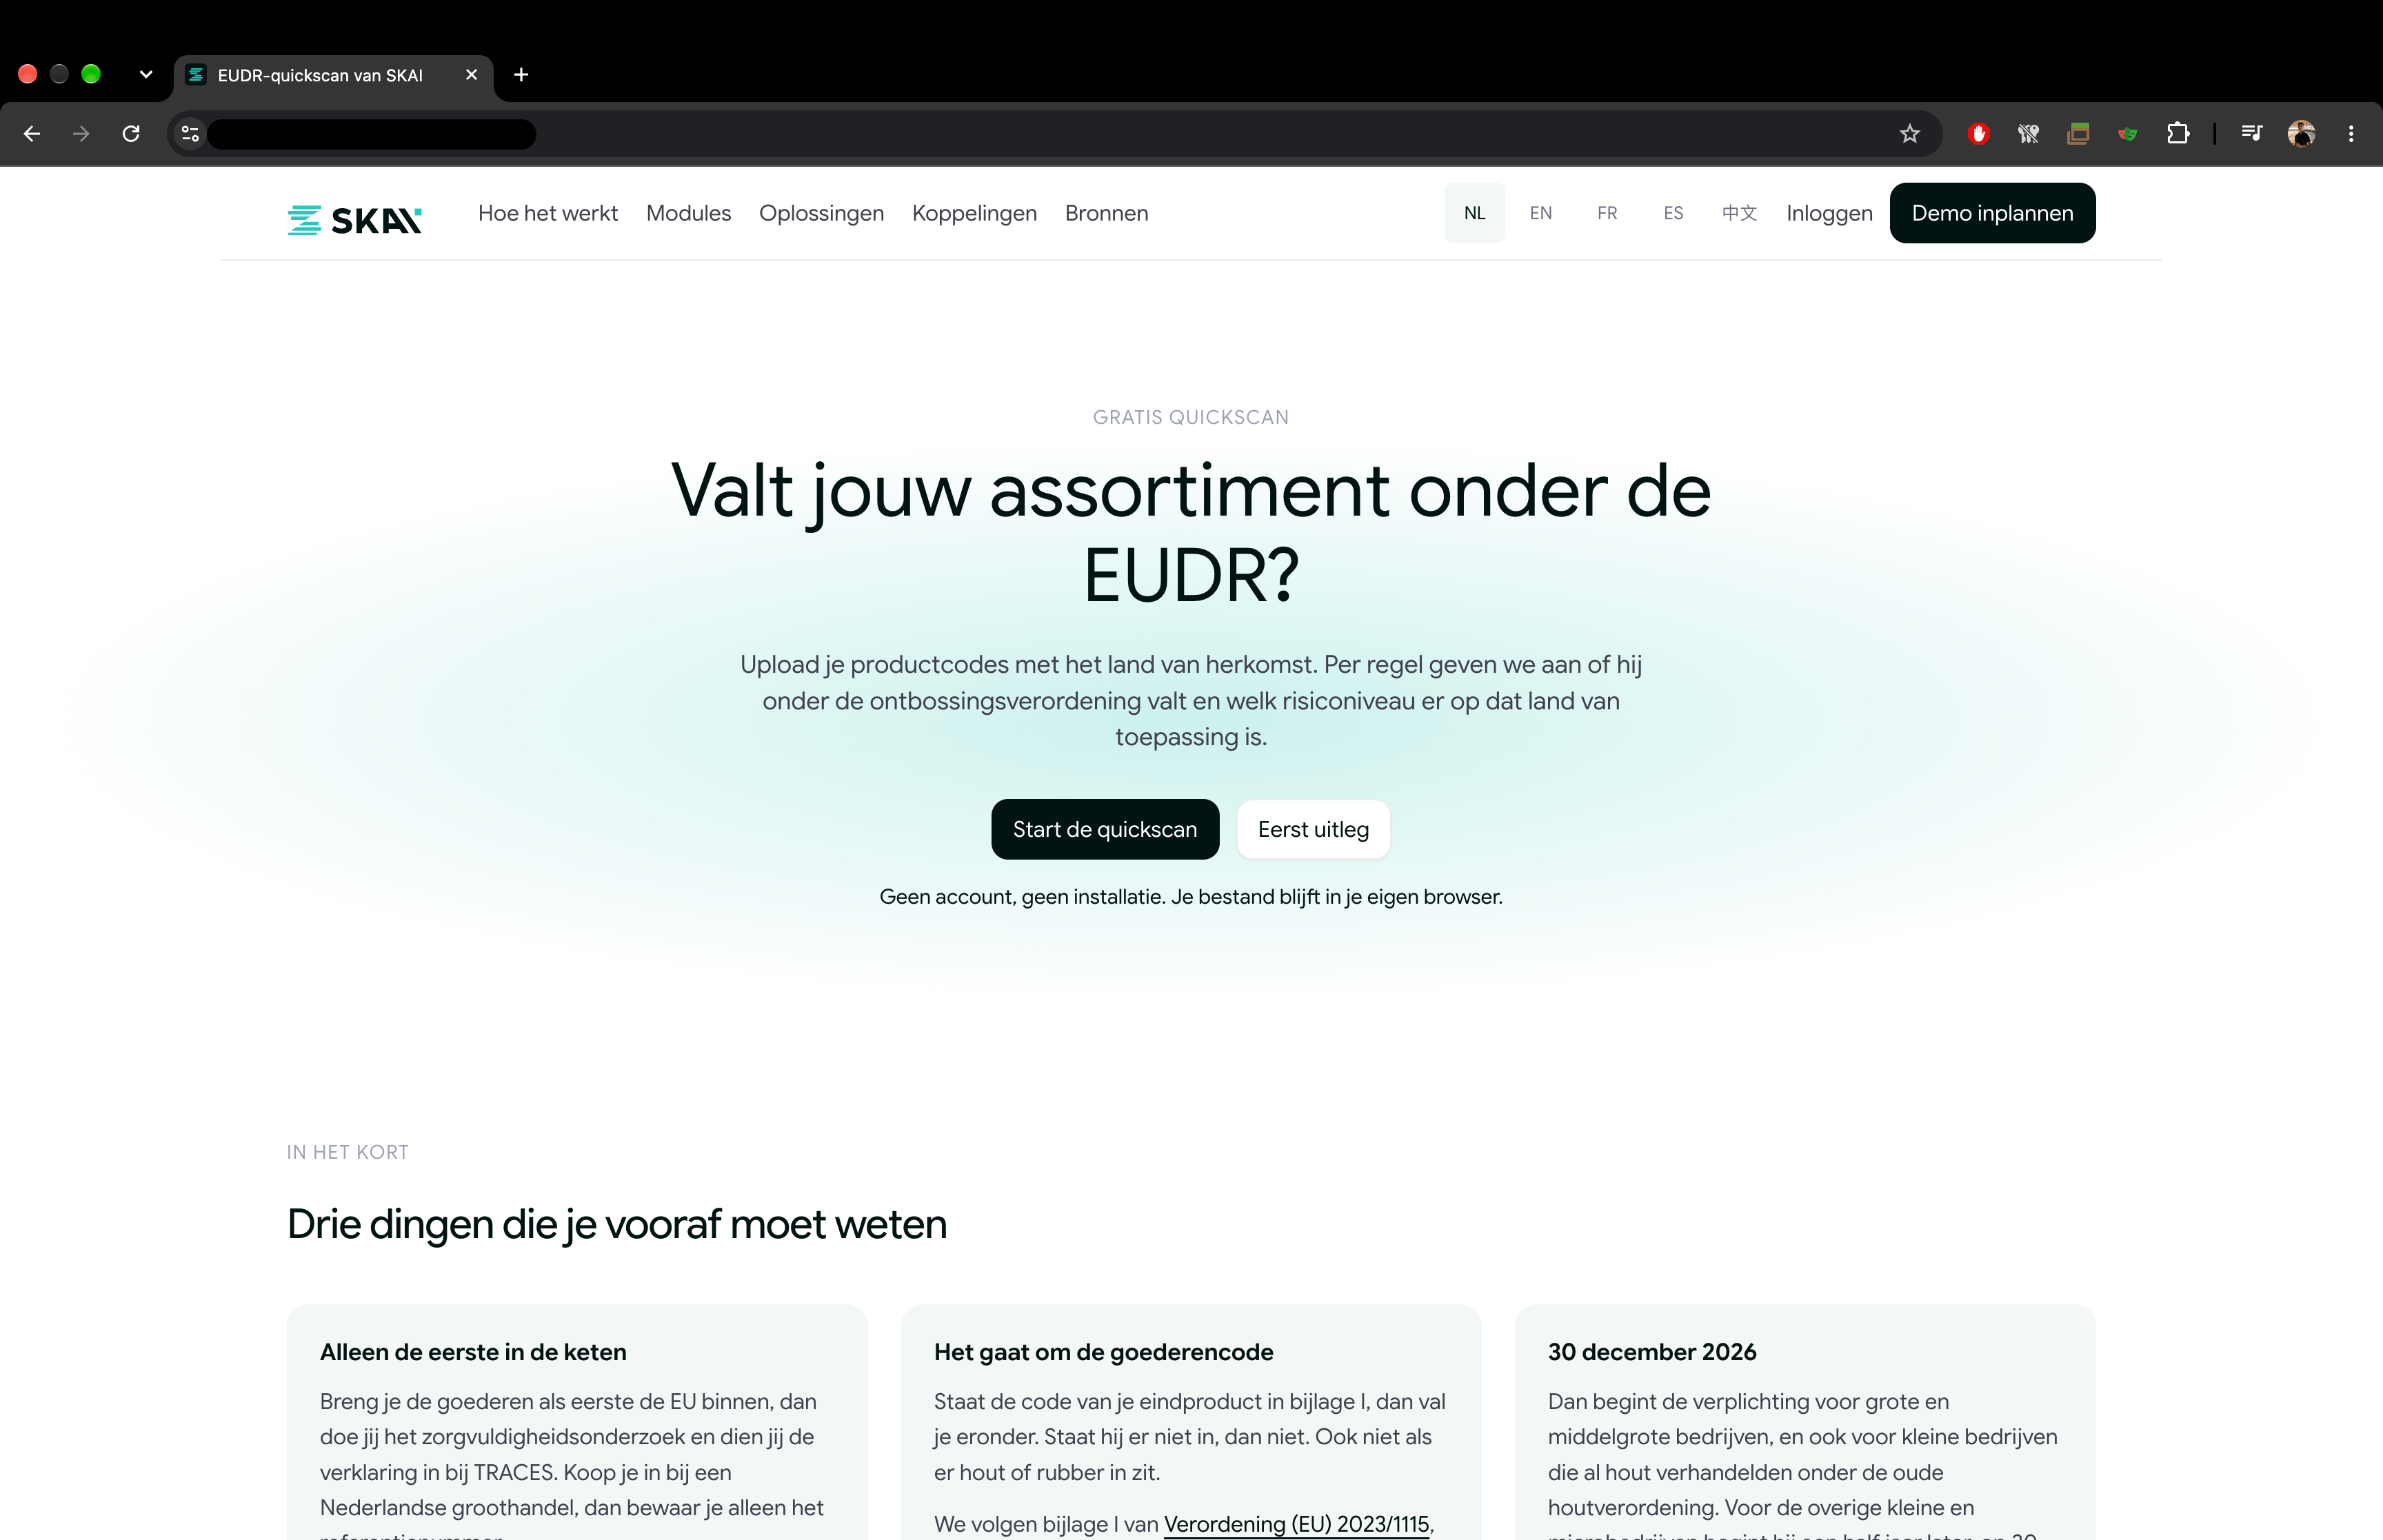 EUDR-quickscan van SKAI
SKAI
Hoe het werkt
Modules
Oplossingen
Koppelingen
Bronnen
NL
EN
FR
ES
中文
Inloggen
Demo inplannen
GRATIS QUICKSCAN
Valt jouw assortiment onder de
EUDR?
Upload je productcodes met het land van herkomst. Per regel geven we aan of hij
onder de ontbossingsverordening valt en welk risiconiveau er op dat land van
toepassing is.
Start de quickscan
Eerst uitleg
Geen account, geen installatie. Je bestand blijft in je eigen browser.
IN HET KORT
Drie dingen die je vooraf moet weten
Alleen de eerste in de keten
Breng je de goederen als eerste de EU binnen, dan
doe jij het zorgvuldigheidsonderzoek en dien jij de
verklaring in bij TRACES. Koop je in bij een
Nederlandse groothandel, dan bewaar je alleen het
Het gaat om de goederencode
Staat de code van je eindproduct in bijlage I, dan val
je eronder. Staat hij er niet in, dan niet. Ook niet als
er hout of rubber in zit.
We volgen bijlage I van Verordening (EU) 2023/1115,
30 december 2026
Dan begint de verplichting voor grote en
middelgrote bedrijven, en ook voor kleine bedrijven
die al hout verhandelden onder de oude
houtverordening. Voor de overige kleine en